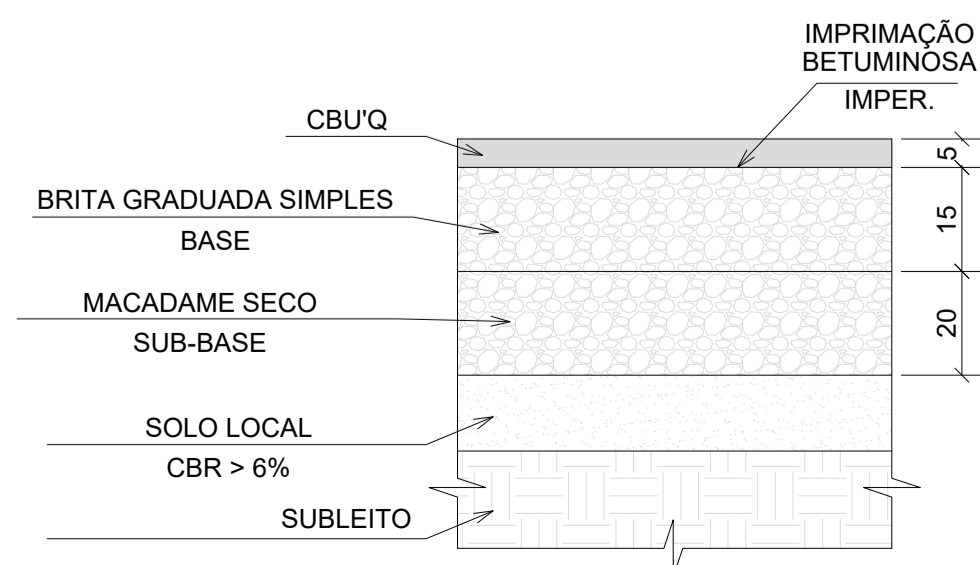 IMPRIMAÇÃO
BETUMINOSA
IMPER.
CBU'Q
5
BRITA GRADUADA SIMPLES
BASE
15
MACADAME SECO
SUB-BASE
20
SOLO LOCAL
CBR > 6%
SUBLEITO